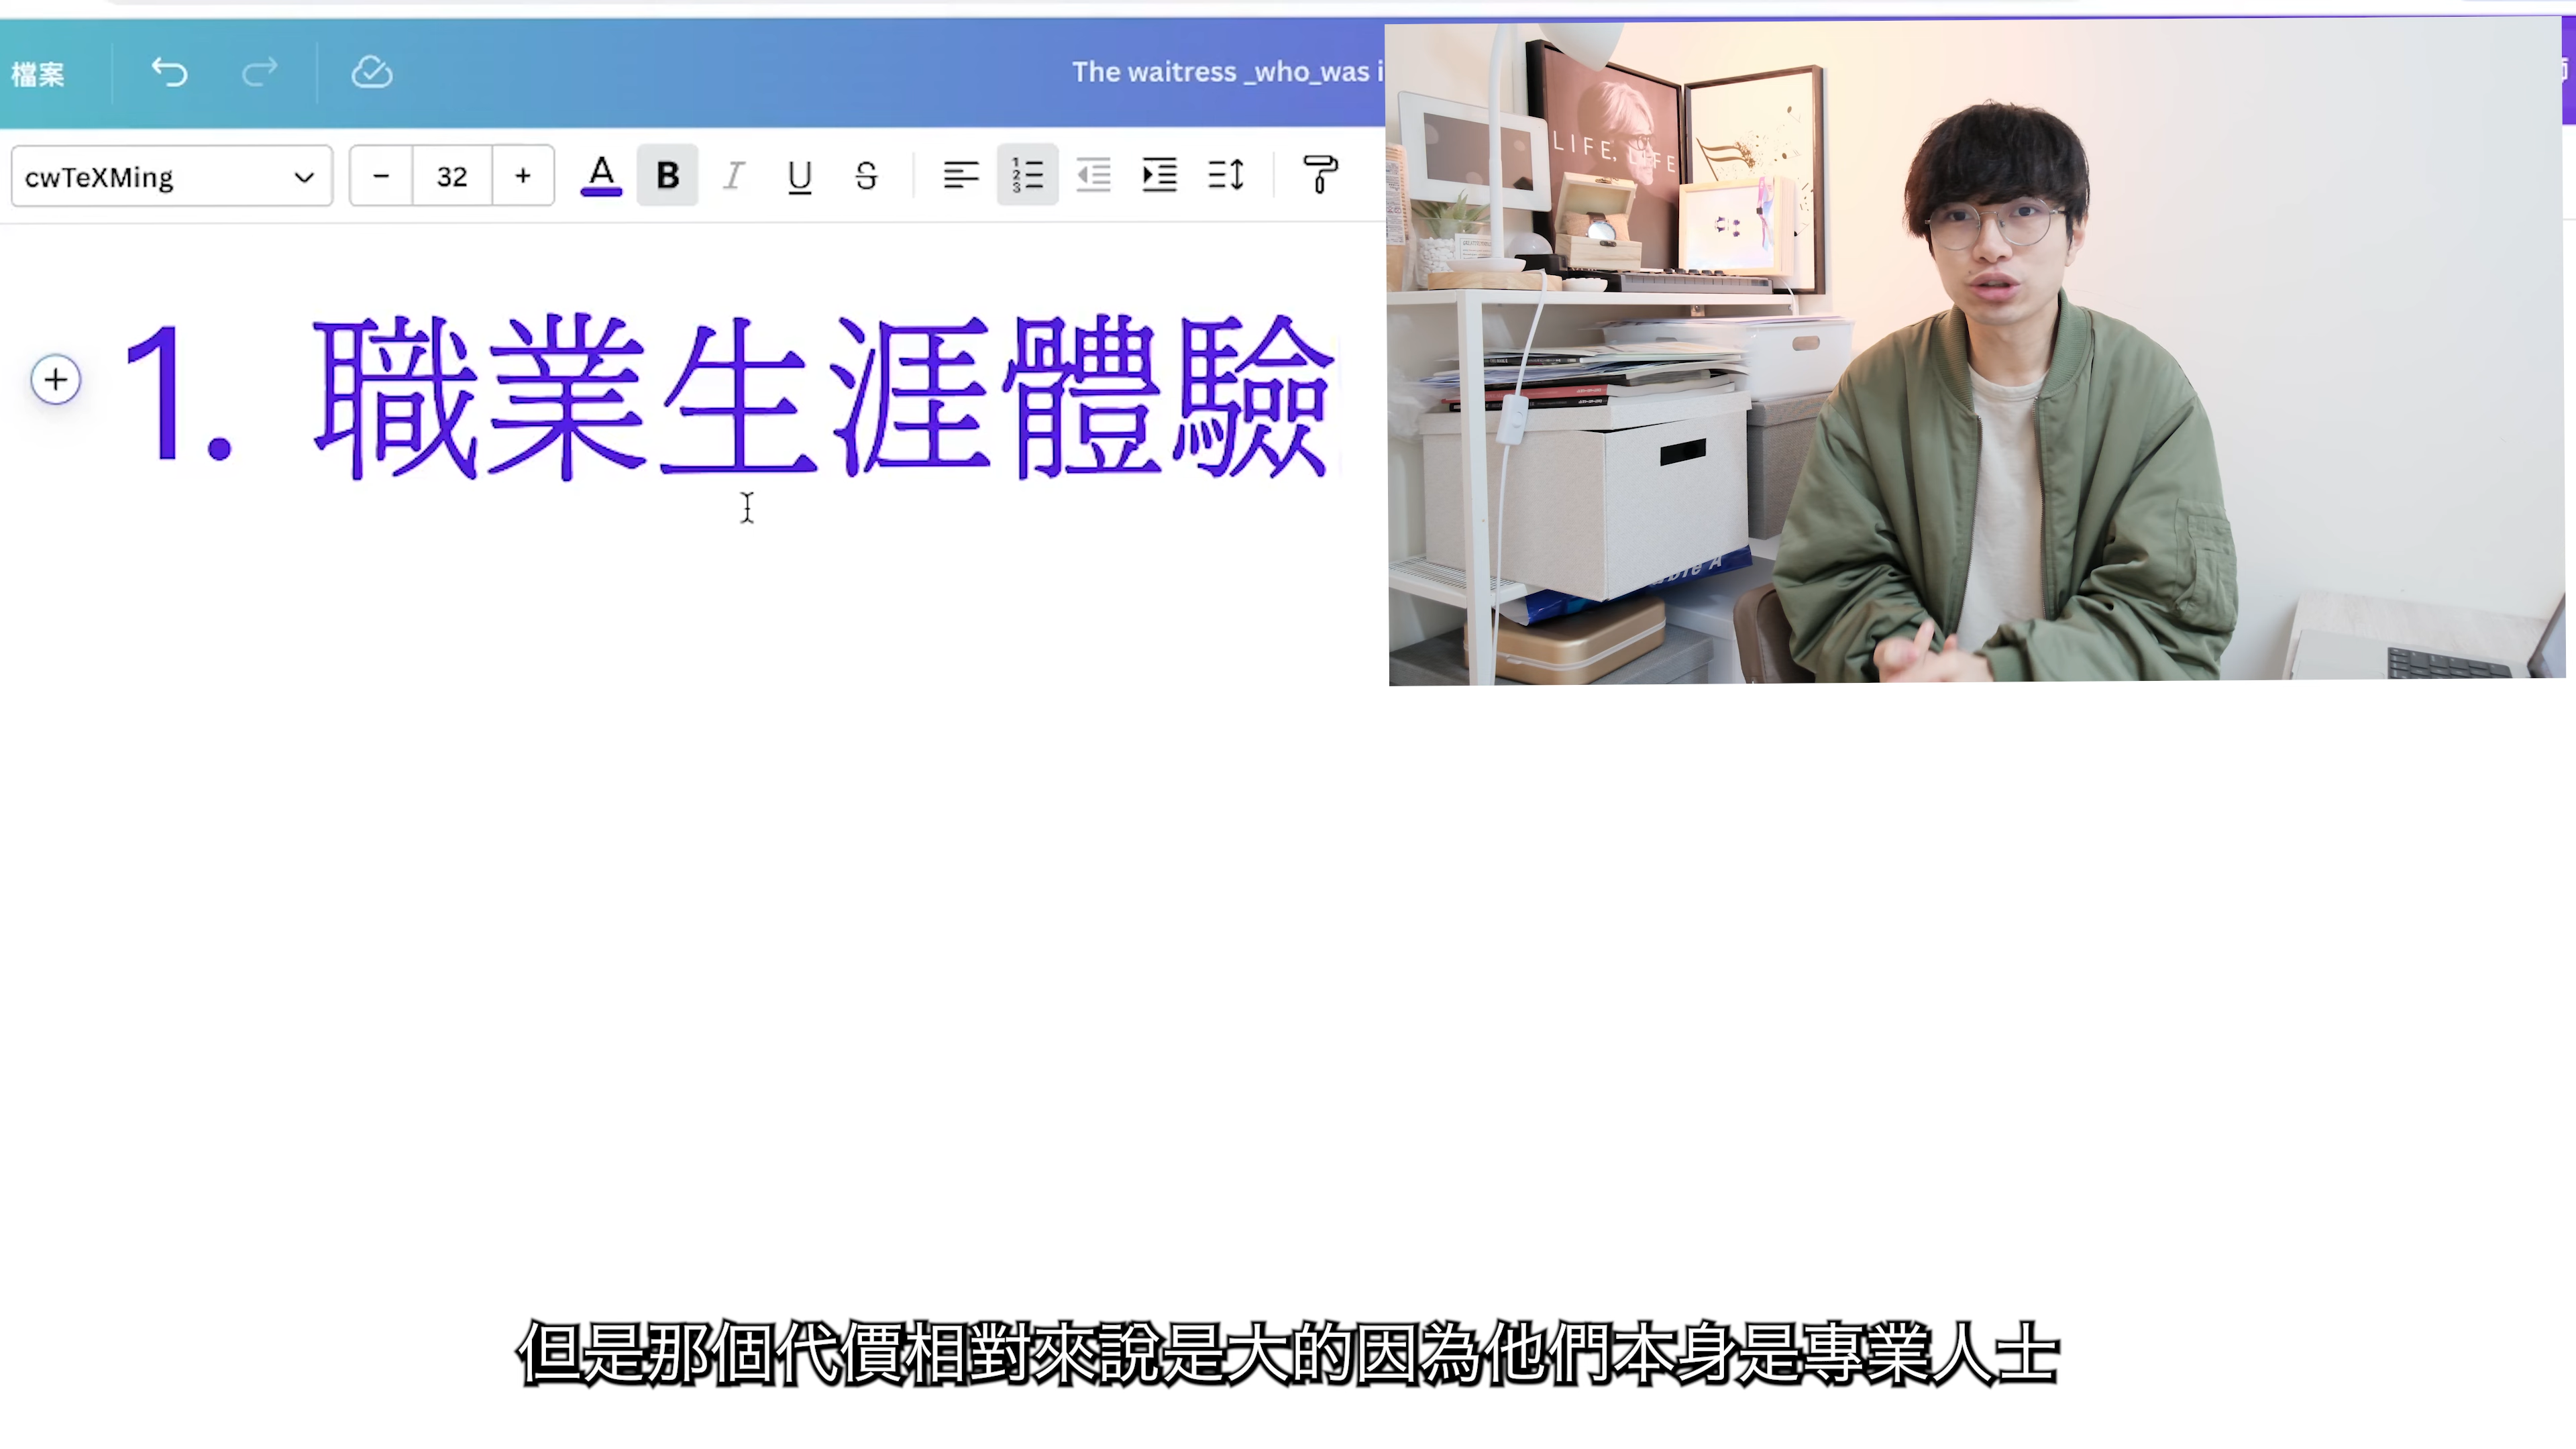 檔案
The waitress _who_was i
cwTeXMing
32
A B I U S
1. 職業生涯體驗
LIFE, LIFE
但是那個代價相對來說是大的因為他們本身是專業人士